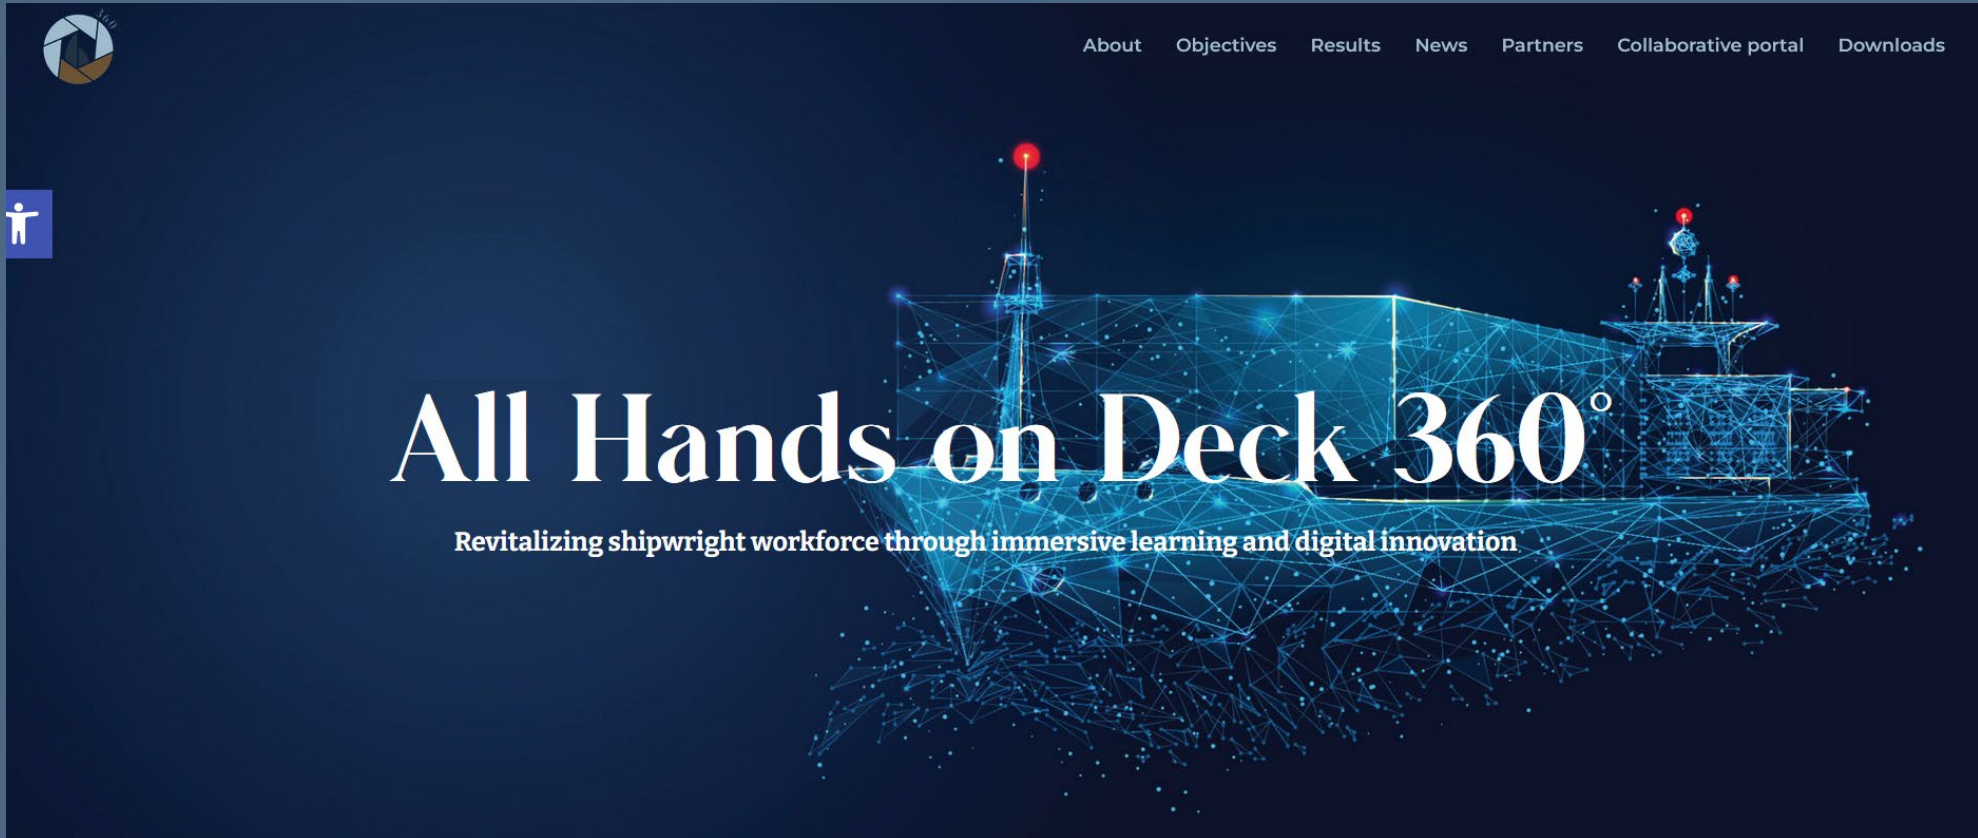 360
About Objectives Results News Partners Collaborative portal Downloads
All Hands on Deck 360°
Revitalizing shipwright workforce through immersive learning and digital innovation